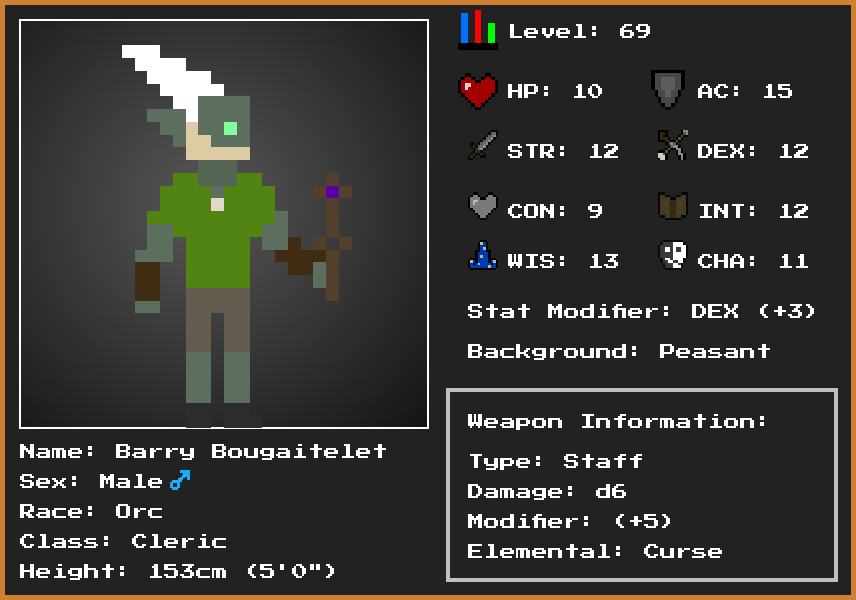 Level: 69
HP: 10
AC: 15
STR: 12
DEX: 12
CON: 9
INT: 12
WIS: 13
CHA: 11
Stat Modifier: DEX (+3)
Background: Peasant
Weapon Information:
Type: Staff
Damage: d6
Modifier: (+5)
Elemental: Curse
Name: Barry Bougaitelet
Sex: Male♂
Race: Orc
Class: Cleric
Height: 153cm (5'0")